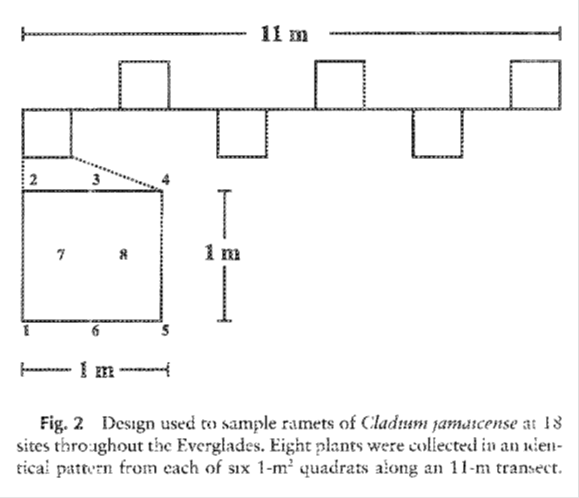 11 m
2 3 4
7 8
1 m
1 6 5
1 m
Fig. 2 Design used to sample ramets of Cladium jamaicense at 18
sites throughout the Everglades. Eight plants were collected in an iden-
tical pattern from each of six 1-m² quadrats along an 11-m transect.